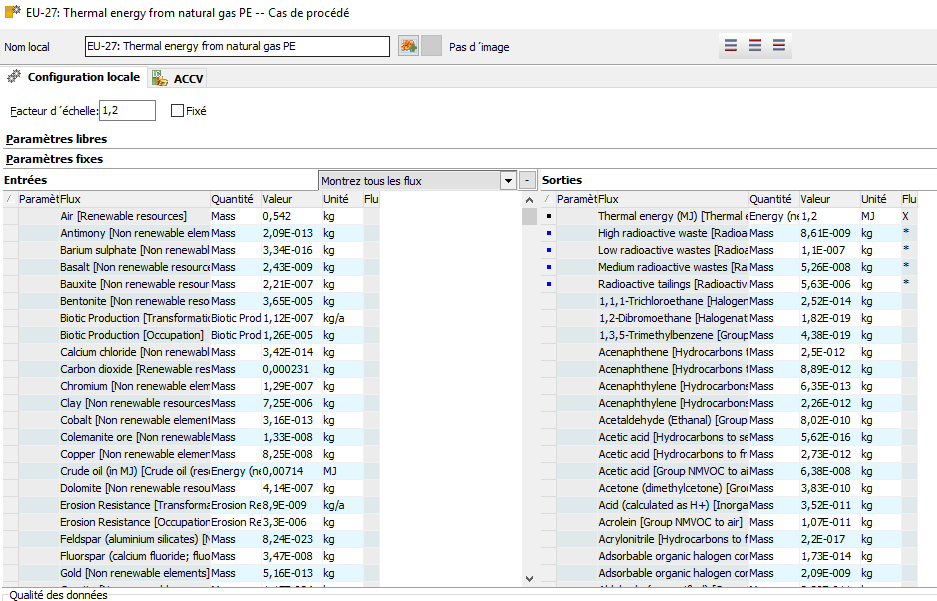 EU-27: Thermal energy from natural gas PE -- Cas de procédé
Nom local EU-27: Thermal energy from natural gas PE Pas d´image
Configuration locale ACCV
Facteur d´échelle: 1,2 Fixé
Paramètres libres
Paramètres fixes
Entrées Montrez tous les flux - Sorties
Paramèt Flux Quantité Valeur Unité Flu Paramèt Flux Quantité Valeur Unité Flu
Air [Renewable resources] Mass 0,542 kg Thermal energy (MJ) [Thermal e Energy (ne 1,2 MJ X
Antimony [Non renewable elem Mass 2,09E-013 kg High radioactive waste [Radioa Mass 8,61E-009 kg *
Barium sulphate [Non renewabl Mass 3,34E-016 kg Low radioactive wastes [Radioa Mass 1,1E-007 kg *
Basalt [Non renewable resource Mass 2,43E-009 kg Medium radioactive wastes [Ra Mass 5,26E-008 kg *
Bauxite [Non renewable resour Mass 2,21E-007 kg Radioactive tailings [Radioactiv Mass 5,63E-006 kg *
Bentonite [Non renewable reso Mass 3,65E-005 kg 1,1,1-Trichloroethane [Haloger Mass 2,52E-014 kg
Biotic Production [Transformatio Biotic Prod 1,12E-007 kg/a 1,2-Dibromoethane [Halogenat Mass 1,82E-019 kg
Biotic Production [Occupation] Biotic Prod 1,26E-005 kg 1,3,5-Trimethylbenzene [Group Mass 4,38E-019 kg
Calcium chloride [Non renewabl Mass 3,42E-014 kg Acenaphthene [Hydrocarbons t Mass 2,5E-012 kg
Carbon dioxide [Renewable res Mass 0,000231 kg Acenaphthene [Hydrocarbons t Mass 8,89E-012 kg
Chromium [Non renewable elem Mass 1,29E-007 kg Acenaphthylene [Hydrocarbons Mass 6,35E-013 kg
Clay [Non renewable resources Mass 7,25E-006 kg Acenaphthylene [Hydrocarbons Mass 2,26E-012 kg
Cobalt [Non renewable element Mass 3,16E-013 kg Acetaldehyde (Ethanal) [Group Mass 8,02E-010 kg
Colemanite ore [Non renewable Mass 1,33E-008 kg Acetic acid [Hydrocarbons to se Mass 5,62E-016 kg
Copper [Non renewable elemer Mass 8,25E-008 kg Acetic acid [Hydrocarbons to fr Mass 2,73E-012 kg
Crude oil (in MJ) [Crude oil (res Energy (ne 0,00714 MJ Acetic acid [Group NMVOC to ai Mass 6,38E-008 kg
Dolomite [Non renewable resou Mass 4,14E-007 kg Acetone (dimethylcetone) [Gro Mass 3,83E-010 kg
Erosion Resistance [Transforma Erosion Re 8,9E-009 kg/a Acid (calculated as H+) [Inorga Mass 3,52E-011 kg
Erosion Resistance [Occupation Erosion Re 3,3E-006 kg Acrolein [Group NMVOC to air] Mass 1,07E-011 kg
Feldspar (aluminium silicates) [N Mass 8,24E-023 kg Acrylonitrile [Hydrocarbons to f Mass 2,2E-017 kg
Fluorspar (calcium fluoride; fluo Mass 3,47E-008 kg Adsorbable organic halogen cor Mass 1,73E-014 kg
Gold [Non renewable elements] Mass 5,16E-013 kg Adsorbable organic halogen cor Mass 2,09E-009 kg
Qualité des données